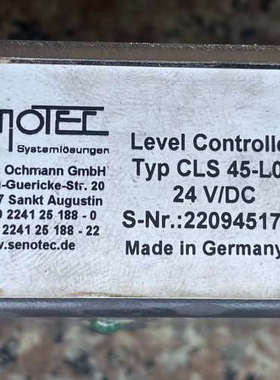 Systemlösungen
Ochmann GmbH
-Guericke-Str. 20
7 Sankt Augustin
2241 25 188 - 0
2241 25 188 - 22
www.senotec.de
Level Controlle
Typ CLS 45-L0
24 V/DC
S-Nr.:22094517
Made in Germany